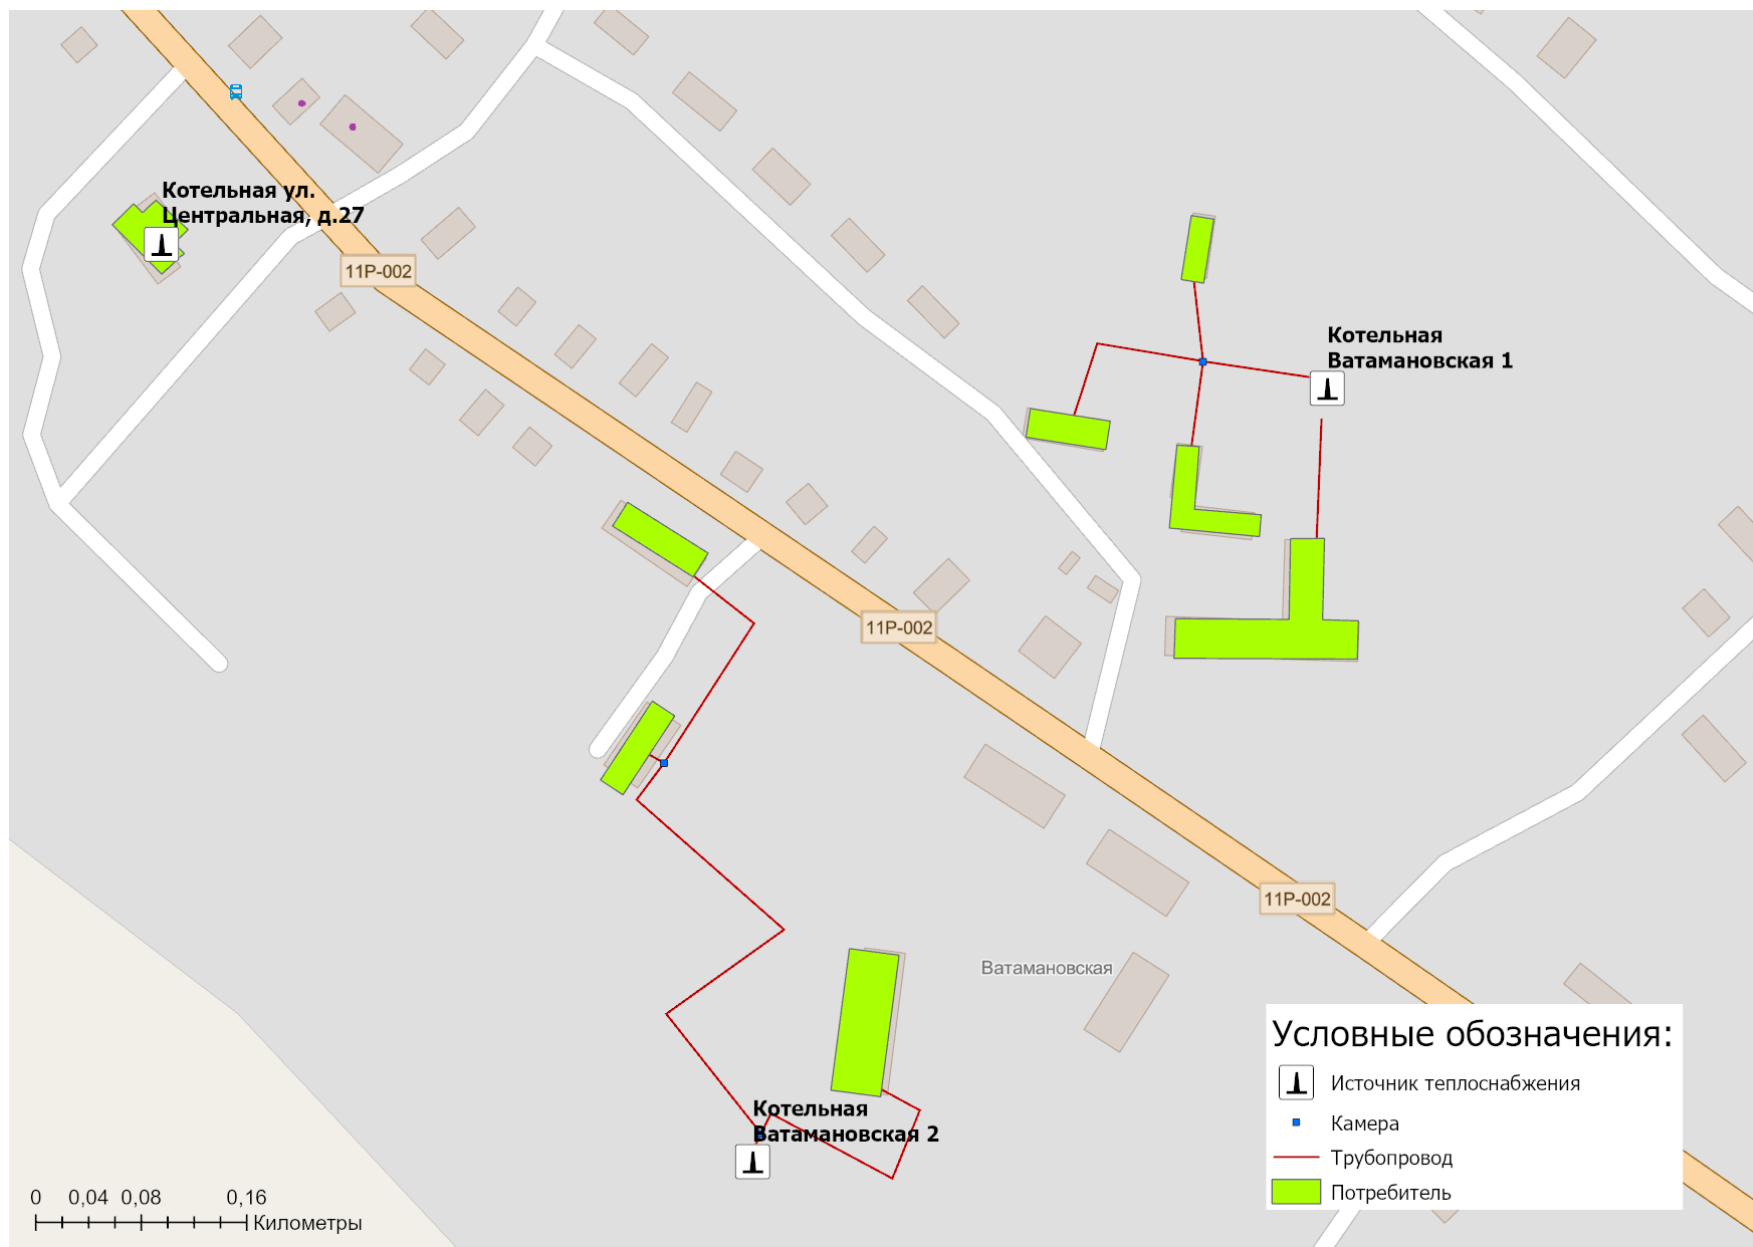 Котельная ул.
Центральная, д.27
11Р-002
Котельная
Ватамановская 1
11Р-002
11Р-002
Ватамановская
Котельная
Ватамановская 2
Условные обозначения:
Источник теплоснабжения
Камера
Трубопровод
Потребитель
0 0,04 0,08 0,16
Километры